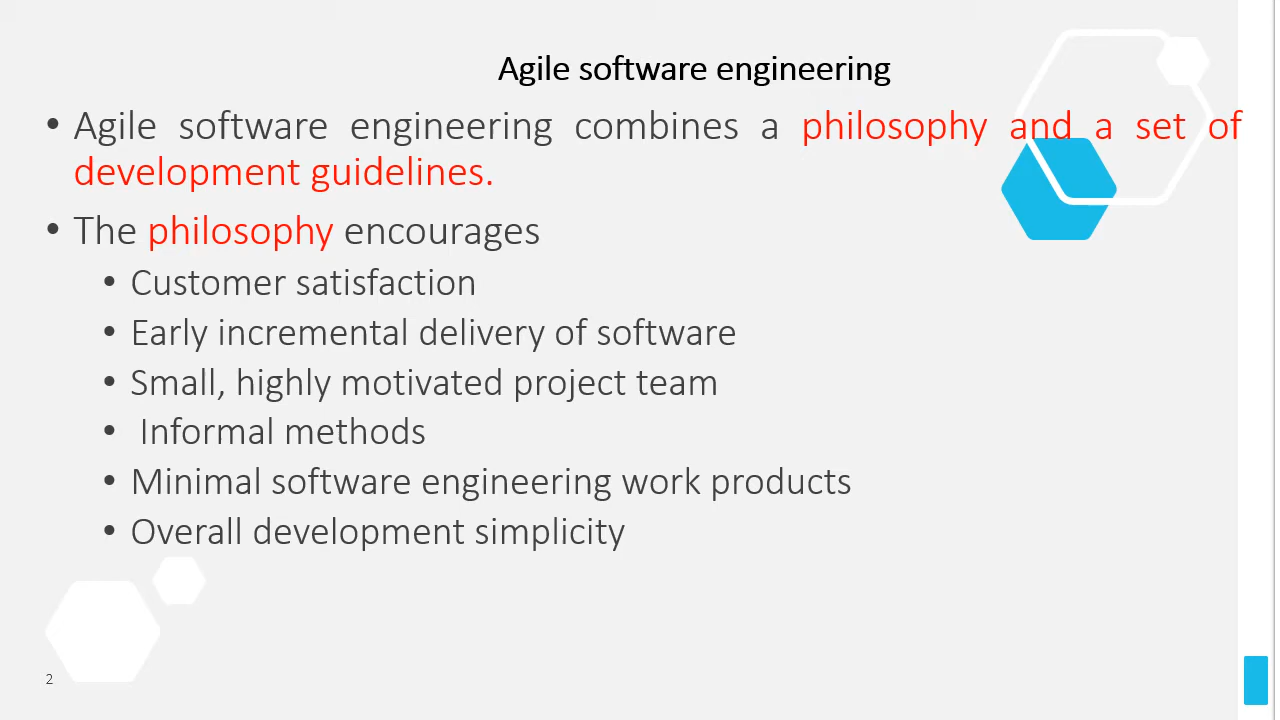 Agile software engineering
• Agile software engineering combines a philosophy and a set of
development guidelines.
• The philosophy encourages
• Customer satisfaction
• Early incremental delivery of software
• Small, highly motivated project team
• Informal methods
• Minimal software engineering work products
• Overall development simplicity
2